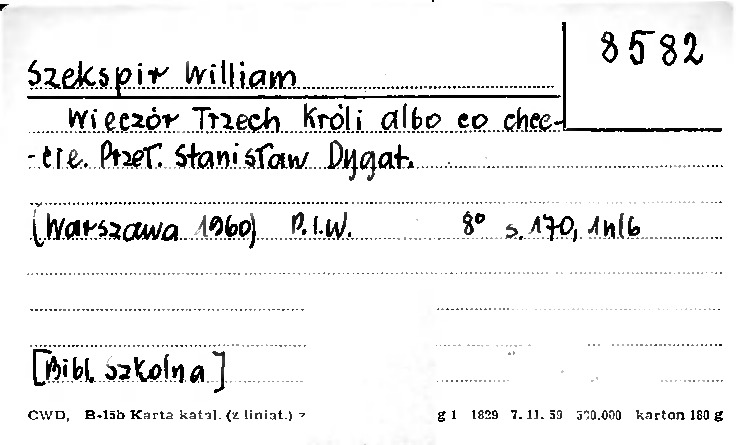 8582
Szekspir William
Wieczór Trzech Króli albo co chce-
-cie. Przeł. Stanisław Dygat.
(Warszawa 1960) P.I.W. 8° s. 170, 1nlb
[Bibl. Szkolna]
CWD, B-15b Karta katal. (z liniat.) z g 1 1829 7. 11. 59 500.000 karton 180 g